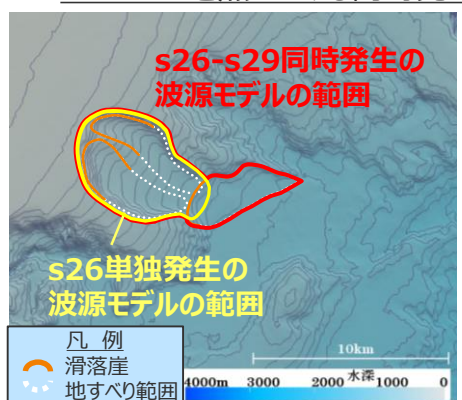 s26-s29同時発生の
波源モデルの範囲
s26単独発生の
波源モデルの範囲
凡 例
滑落崖
地すべり範囲
10km
4000m 3000 2000 水深 1000 0